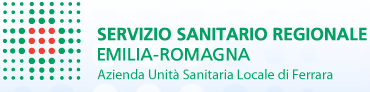 SERVIZIO SANITARIO REGIONALE
EMILIA-ROMAGNA
Azienda Unità Sanitaria Locale di Ferrara